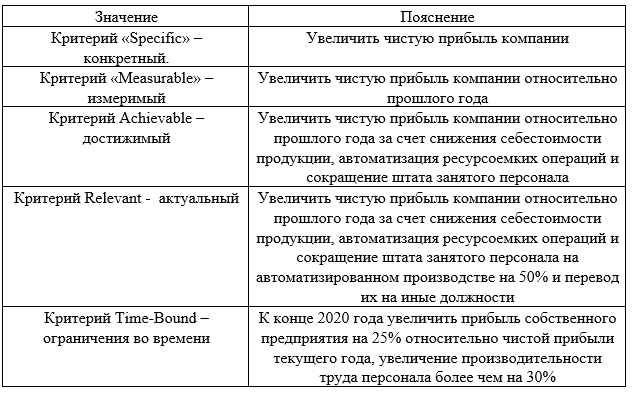 Значение
Пояснение
Критерий «Specific» –
конкретный.
Увеличить чистую прибыль компании
Критерий «Measurable» –
измеримый
Увеличить чистую прибыль компании относительно
прошлого года
Критерий Achievable –
достижимый
Увеличить чистую прибыль компании относительно
прошлого года за счет снижения себестоимости
продукции, автоматизация ресурсоемких операций и
сокращение штата занятого персонала
Критерий Relevant - актуальный
Увеличить чистую прибыль компании относительно
прошлого года за счет снижения себестоимости
продукции, автоматизация ресурсоемких операций и
сокращение штата занятого персонала на
автоматизированном производстве на 50% и перевод
их на иные должности
Критерий Time-Bound –
ограничения во времени
К конце 2020 года увеличить прибыль собственного
предприятия на 25% относительно чистой прибыли
текущего года, увеличение производительности
труда персонала более чем на 30%